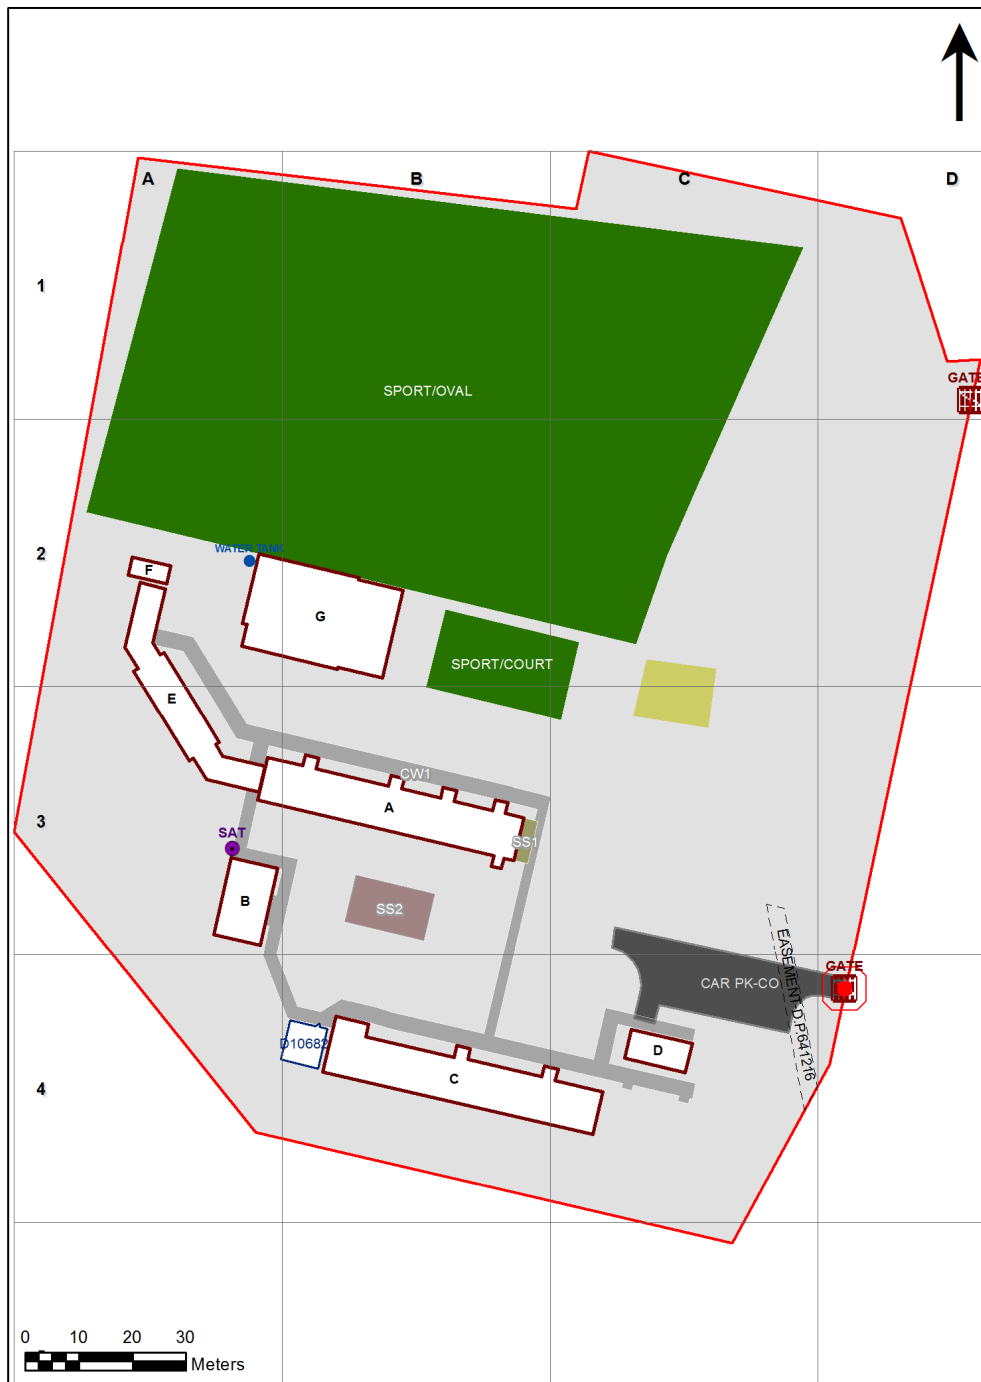 A B C D
1
GATE
SPORT/OVAL
2
WATER TANK
F
G
SPORT/COURT
E
CW1
A
3
SAT
SS1
B
SS2
EASEMENT-D.P.641216
GATE
CAR PK-CO
D10682
D
C
4
0 10 20 30
Meters